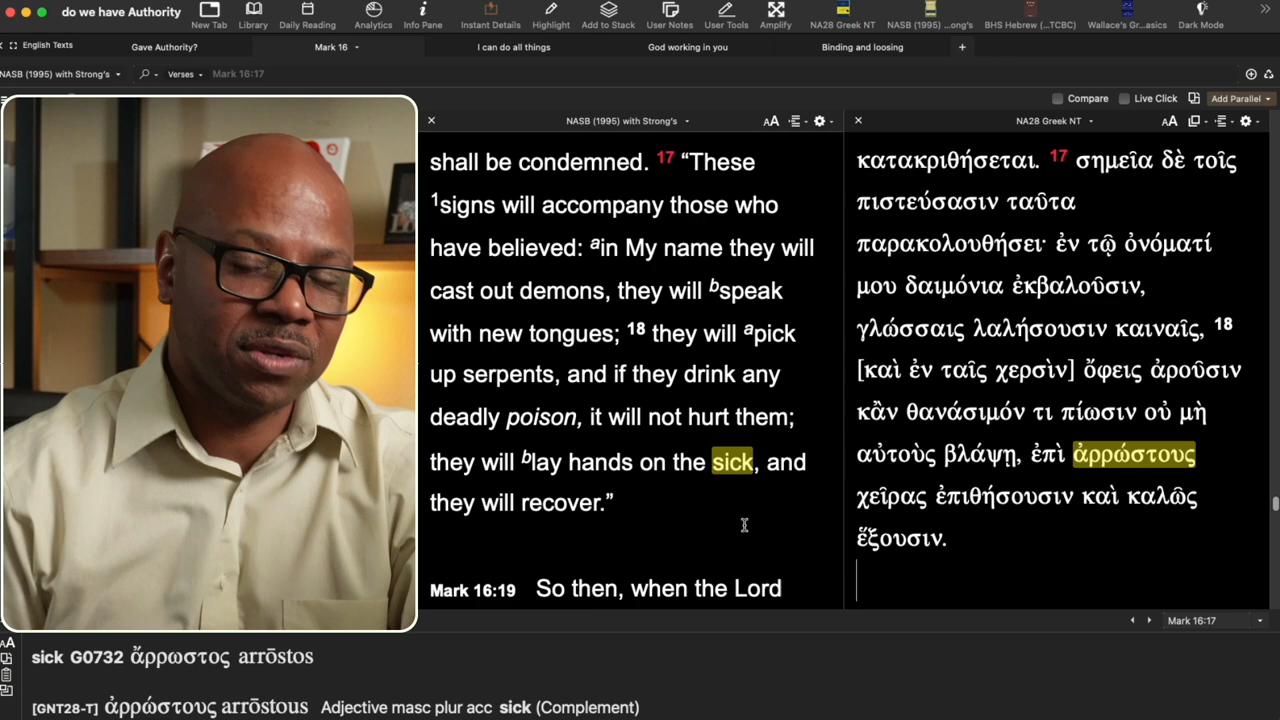 do we have Authority
New Tab Library Daily Reading Analytics Info Pane Instant Details Highlight Add to Stack User Notes User Tools Amplify NA28 Greek NT NASB (1995) ...ong's BHS Hebrew (...TCBC) Wallace's Gr...asics Dark Mode
English Texts Gave Authority? Mark 16 I can do all things God working in you Binding and loosing +
NASB (1995) with Strong's Verses Mark 16:17
Compare Live Click Add Parallel
NASB (1995) with Strong's
shall be condemned. 17 “These
1signs will accompany those who
have believed: ain My name they will
cast out demons, they will bspeak
with new tongues; 18 they will apick
up serpents, and if they drink any
deadly poison, it will not hurt them;
they will blay hands on the sick, and
they will recover.”
Mark 16:19 So then, when the Lord
NA28 Greek NT
κατακριθήσεται. 17 σημεῖα δὲ τοῖς
πιστεύσασιν ταῦτα
παρακολουθήσει· ἐν τῷ ὀνόματί
μου δαιμόνια ἐκβαλοῦσιν,
γλώσσαις λαλήσουσιν καιναῖς, 18
[καὶ ἐν ταῖς χερσὶν] ὄφεις ἀροῦσιν
κἂν θανάσιμόν τι πίωσιν οὐ μὴ
αὐτοὺς βλάψῃ, ἐπὶ ἀρρώστους
χεῖρας ἐπιθήσουσιν καὶ καλῶς
ἕξουσιν.
Mark 16:17
sick G0732 ἄρρωστος arrōstos
[GNT28-T] ἀρρώστους arrōstous Adjective masc plur acc sick (Complement)